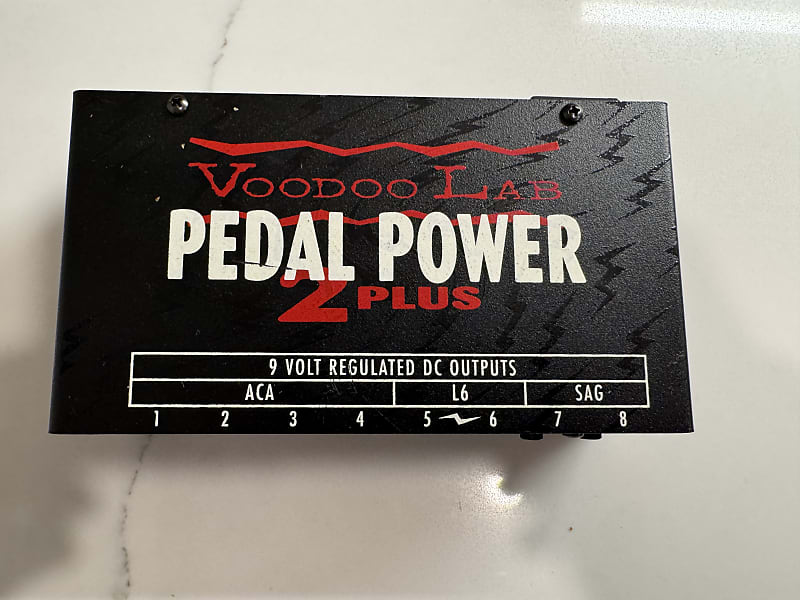 VOODOO LAB
PEDAL POWER
2 PLUS
9 VOLT REGULATED DC OUTPUTS
ACA L6 SAG
1 2 3 4 5 6 7 8